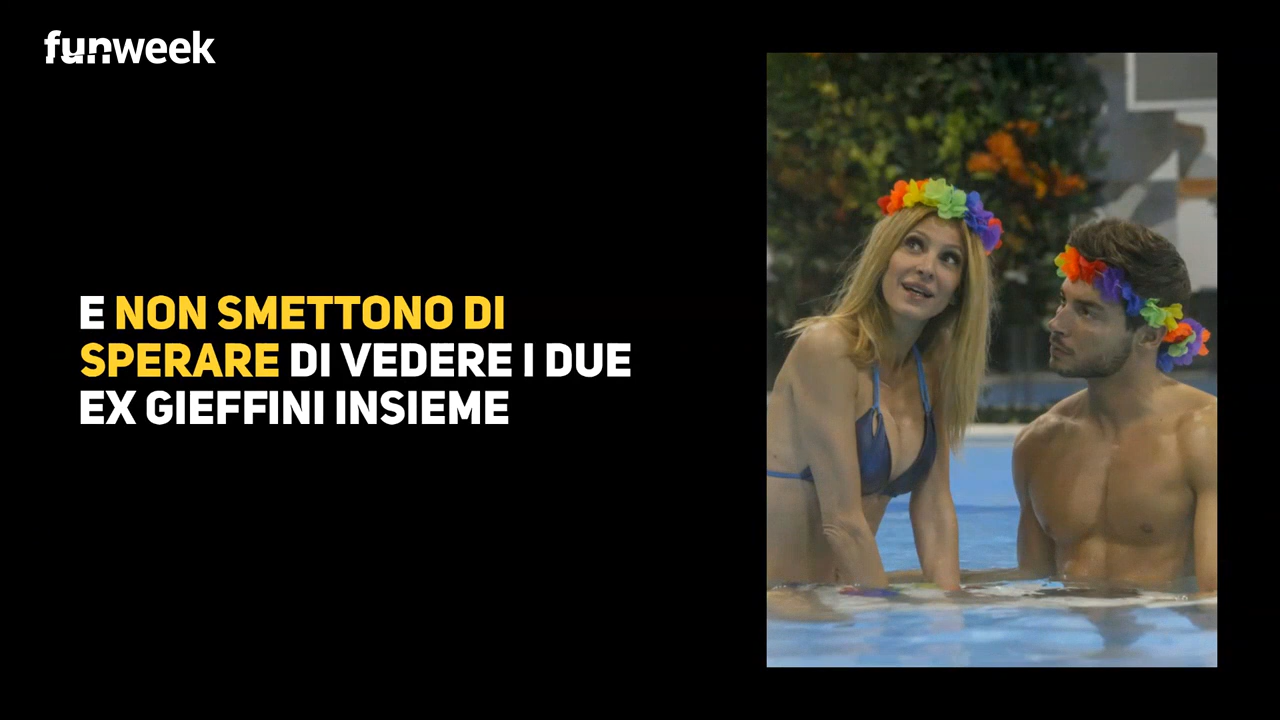 funweek
E NON SMETTONO DI
SPERARE DI VEDERE I DUE
EX GIEFFINI INSIEME